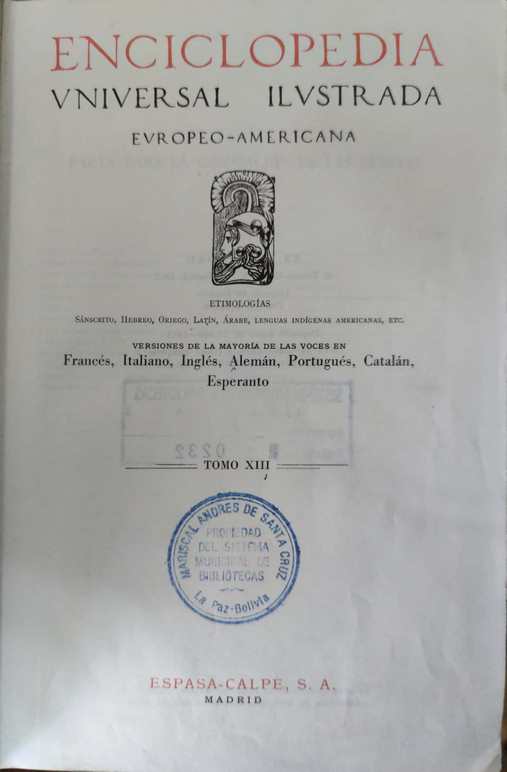 ENCICLOPEDIA
VNIVERSAL ILVSTRADA
EVROPEO-AMERICANA
ETIMOLOGÍAS
SÁNSCRITO, HEBREO, GRIEGO, LATÍN, ÁRABE, LENGUAS INDÍGENAS AMERICANAS, ETC.
VERSIONES DE LA MAYORÍA DE LAS VOCES EN
Francés, Italiano, Inglés, Alemán, Portugués, Catalán,
Esperanto
0232
TOMO XIII
MARISCAL ANDRES DE SANTA CRUZ
PROPIEDAD
DEL SISTEMA
MUNICIPAL DE
BIBLIOTECAS
La Paz-Bolivia
ESPASA-CALPE, S. A.
MADRID